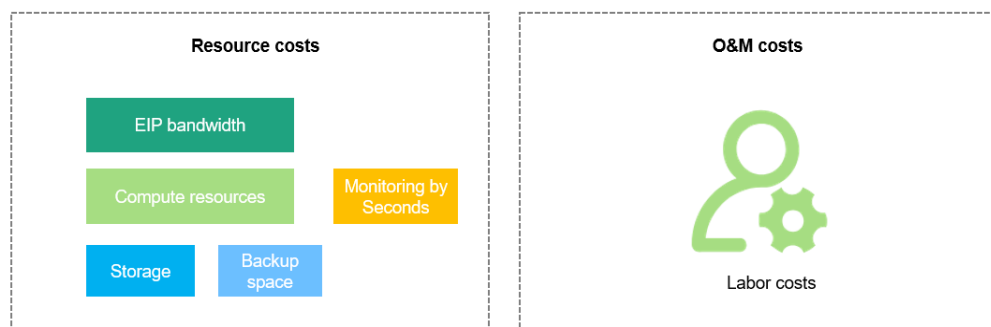 Resource costs
EIP bandwidth
Compute resources
Monitoring by
Seconds
Storage
Backup
space
O&M costs
Labor costs